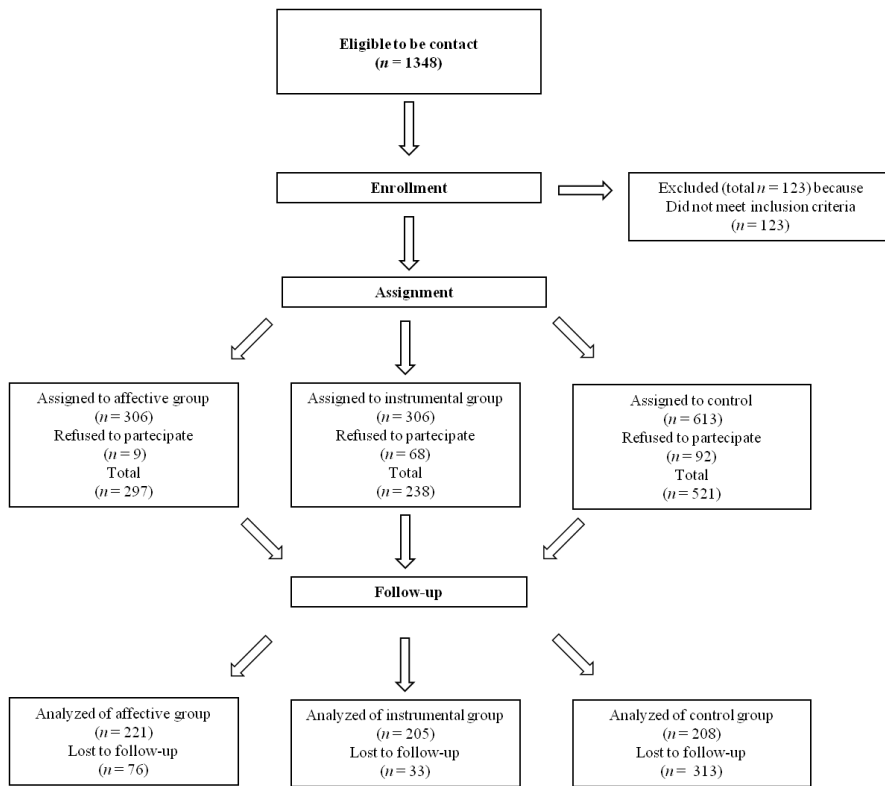 Eligible to be contact
(n = 1348)
Enrollment
Excluded (total n = 123) because
Did not meet inclusion criteria
(n = 123)
Assignment
Assigned to affective group
(n = 306)
Refused to partecipate
(n = 9)
Total
(n = 297)
Assigned to instrumental group
(n = 306)
Refused to partecipate
(n = 68)
Total
(n = 238)
Assigned to control
(n = 613)
Refused to partecipate
(n = 92)
Total
(n = 521)
Follow-up
Analyzed of affective group
(n = 221)
Lost to follow-up
(n = 76)
Analyzed of instrumental group
(n = 205)
Lost to follow-up
(n = 33)
Analyzed of control group
(n = 208)
Lost to follow-up
(n = 313)